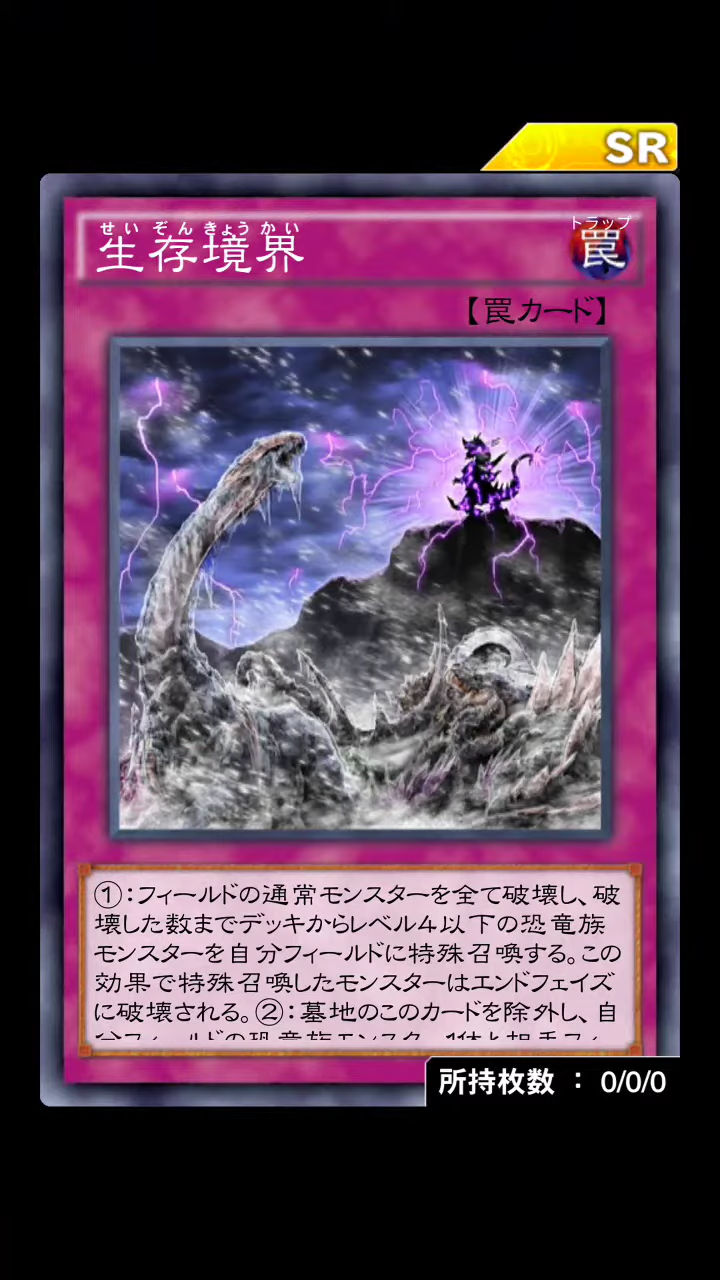 SR
せいぞんきょうかい
生存境界
トラップ
罠
【罠カード】
①：フィールドの通常モンスターを全て破壊し、破
壊した数までデッキからレベル４以下の恐竜族
モンスターを自分フィールドに特殊召喚する。この
効果で特殊召喚したモンスターはエンドフェイズ
に破壊される。②：墓地のこのカードを除外し、自
所持枚数 ： 0/0/0